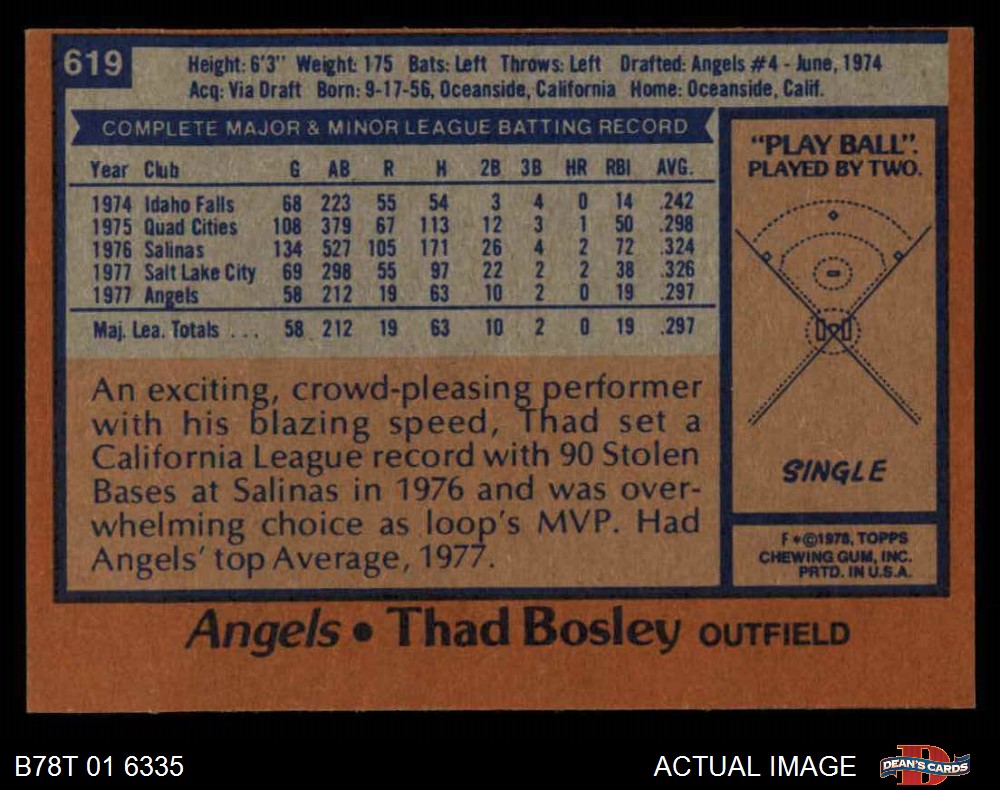 619
Height: 6'3" Weight: 175 Bats: Left Throws: Left Drafted: Angels #4 - June, 1974
Acq: Via Draft Born: 9-17-56, Oceanside, California Home: Oceanside, Calif.
COMPLETE MAJOR & MINOR LEAGUE BATTING RECORD
Year Club G AB R H 2B 3B HR RBI AVG.
1974 Idaho Falls 68 223 55 54 3 4 0 14 .242
1975 Quad Cities 108 379 67 113 12 3 1 50 .298
1976 Salinas 134 527 105 171 26 4 2 72 .324
1977 Salt Lake City 69 298 55 97 22 2 2 38 .326
1977 Angels 58 212 19 63 10 2 0 19 .297
Maj. Lea. Totals . . . 58 212 19 63 10 2 0 19 .297
An exciting, crowd-pleasing performer
with his blazing speed, Thad set a
California League record with 90 Stolen
Bases at Salinas in 1976 and was over-
whelming choice as loop's MVP. Had
Angels' top Average, 1977.
"PLAY BALL".
PLAYED BY TWO.
SINGLE
F *©1978, TOPPS
CHEWING GUM, INC.
PRTD. IN U.S.A.
Angels • Thad Bosley OUTFIELD
B78T 01 6335
ACTUAL IMAGE
D
DEAN'S CARDS